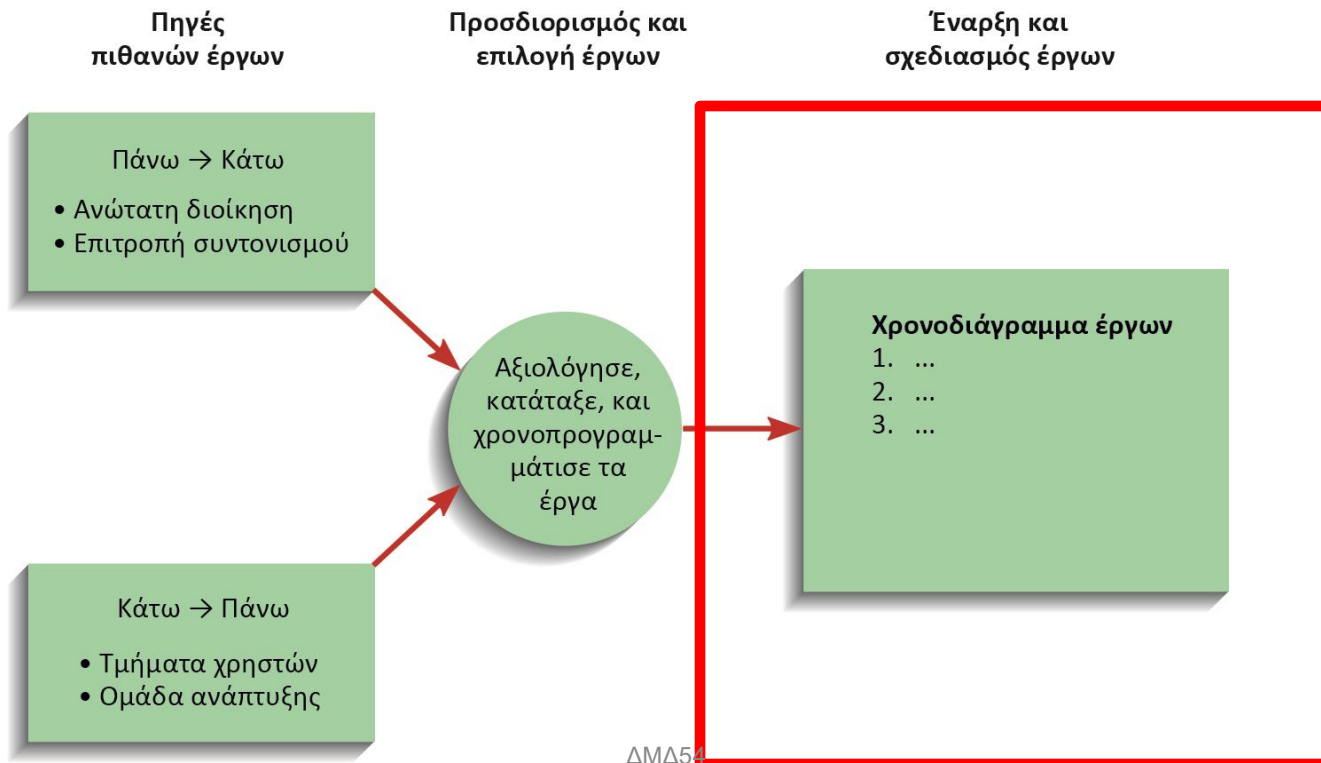 Πηγές
πιθανών έργων
Προσδιορισμός και
επιλογή έργων
Έναρξη και
σχεδιασμός έργων
Πάνω → Κάτω
• Ανώτατη διοίκηση
• Επιτροπή συντονισμού
Αξιολόγησε,
κατάταξε, και
χρονοπρογραμ-
μάτισε τα
έργα
Χρονοδιάγραμμα έργων
1. ...
2. ...
3. ...
Κάτω → Πάνω
• Τμήματα χρηστών
• Ομάδα ανάπτυξης
ΔΜΔ54